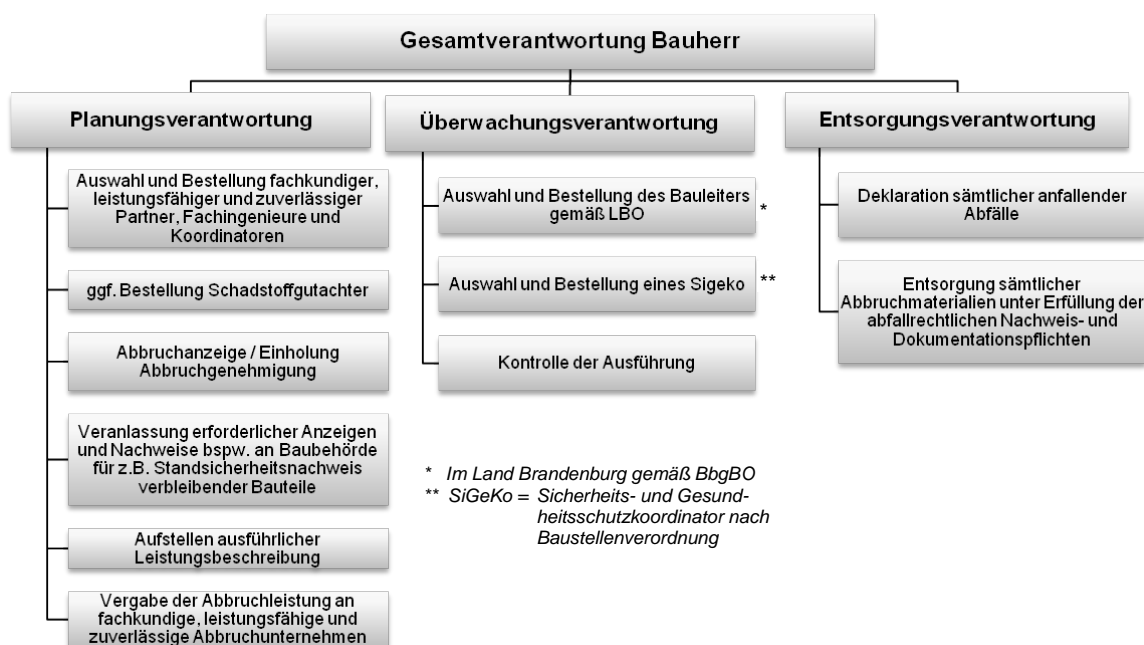 Gesamtverantwortung Bauherr
Planungsverantwortung
Auswahl und Bestellung fachkundiger,
leistungsfähiger und zuverlässiger
Partner, Fachingenieure und
Koordinatoren
ggf. Bestellung Schadstoffgutachter
Abbruchanzeige / Einholung
Abbruchgenehmigung
Veranlassung erforderlicher Anzeigen
und Nachweise bspw. an Baubehörde
für z.B. Standsicherheitsnachweis
verbleibender Bauteile
Aufstellen ausführlicher
Leistungsbeschreibung
Vergabe der Abbruchleistung an
fachkundige, leistungsfähige und
zuverlässige Abbruchunternehmen
Überwachungsverantwortung
Auswahl und Bestellung des Bauleiters
gemäß LBO *
Auswahl und Bestellung eines Sigeko **
Kontrolle der Ausführung
Entsorgungsverantwortung
Deklaration sämtlicher anfallender
Abfälle
Entsorgung sämtlicher
Abbruchmaterialien unter Erfüllung der
abfallrechtlichen Nachweis- und
Dokumentationspflichten
* Im Land Brandenburg gemäß BbgBO
** SiGeKo = Sicherheits- und Gesund-
heitsschutzkoordinator nach
Baustellenverordnung